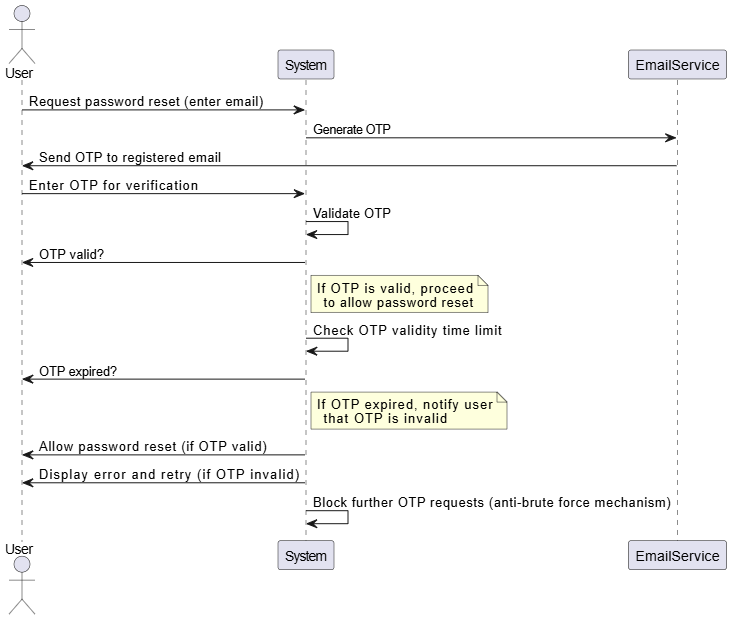 User
System
EmailService
Request password reset (enter email)
Generate OTP
Send OTP to registered email
Enter OTP for verification
Validate OTP
OTP valid?
If OTP is valid, proceed
to allow password reset
Check OTP validity time limit
OTP expired?
If OTP expired, notify user
that OTP is invalid
Allow password reset (if OTP valid)
Display error and retry (if OTP invalid)
Block further OTP requests (anti-brute force mechanism)
User
System
EmailService